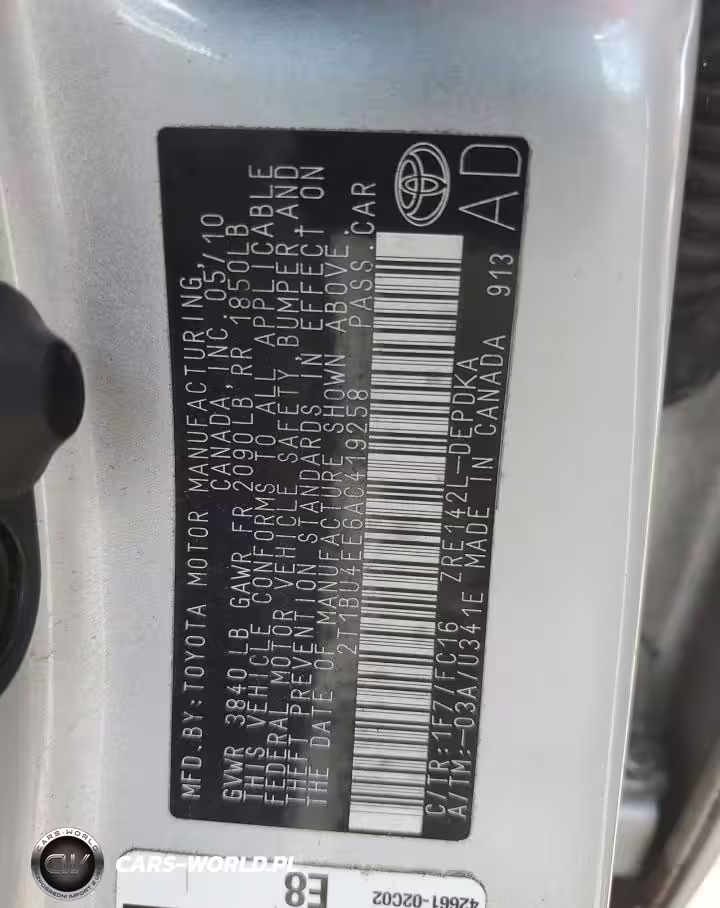 MFD.BY:TOYOTA MOTOR MANUFACTURING,
CANADA, INC. 05/10
GVWR 3840 LB GAWR FR 2090LB RR 1850LB
THIS VEHICLE CONFORMS TO ALL APPLICABLE
FEDERAL MOTOR VEHICLE SAFETY, BUMPER, AND
THEFT PREVENTION STANDARDS IN EFFECT ON
THE DATE OF MANUFACTURE SHOWN ABOVE.
2T1BU4EE6AC419258 PASS.CAR
C/TR:1F7/FC16 ZRE142L-DEPDKA
A/TM:-03A/U341E MADE IN CANADA 913
AD
E8
42661-02C02
CARS-WORLD
CW
CARS-WORLD.PL